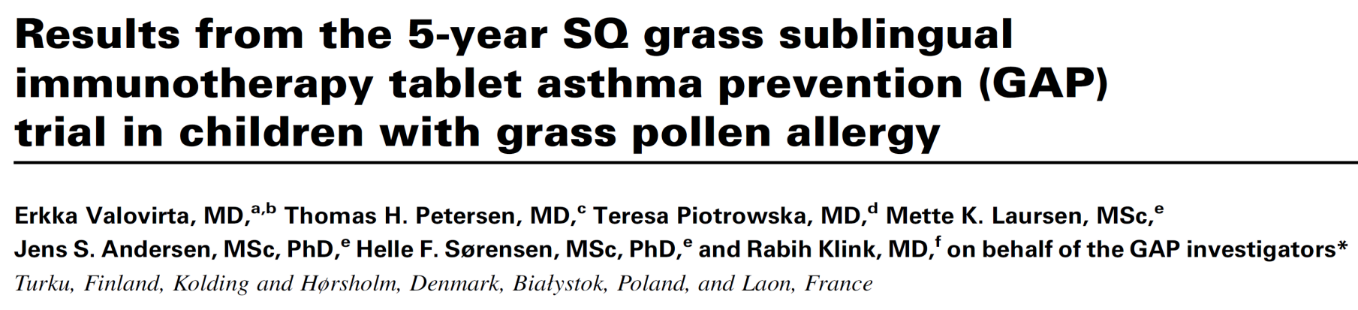 Results from the 5-year SQ grass sublingual
immunotherapy tablet asthma prevention (GAP)
trial in children with grass pollen allergy
Erkka Valovirta, MD,a,b Thomas H. Petersen, MD,c Teresa Piotrowska, MD,d Mette K. Laursen, MSc,e
Jens S. Andersen, MSc, PhD,e Helle F. Sørensen, MSc, PhD,e and Rabih Klink, MD,f on behalf of the GAP investigators*
Turku, Finland, Kolding and Hørsholm, Denmark, Białystok, Poland, and Laon, France